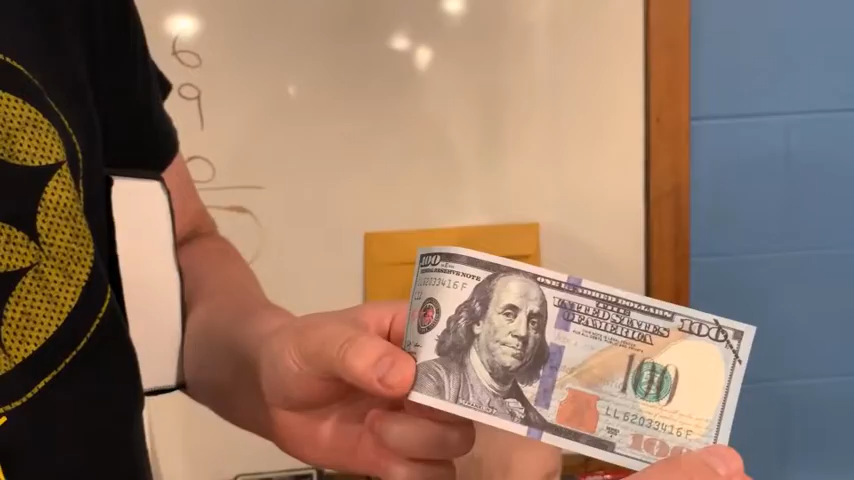 6
9
0
100
FEDERAL RESERVE NOTE
LL62033416F
ONE HUNDRED DOLLARS
THE UNITED STATES
OF AMERICA
100
100
LL62033416F
100